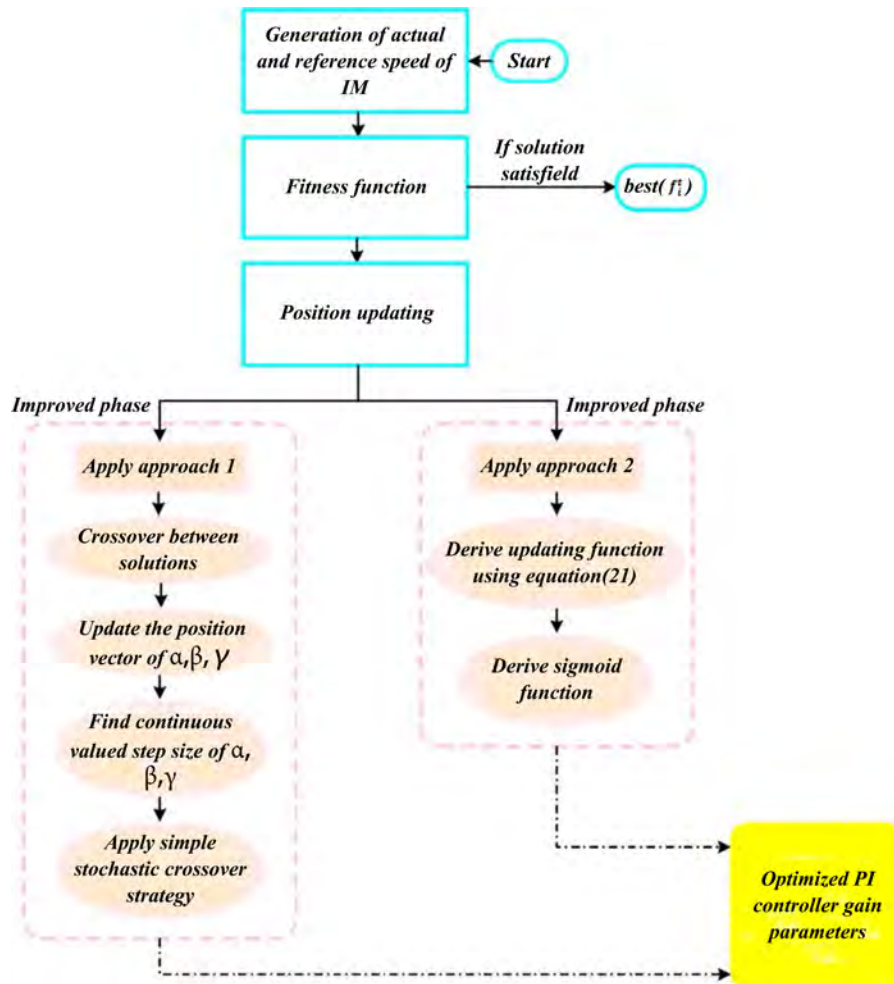 Generation of actual
and reference speed of
IM
Start
Fitness function
If solution
satisfield
best(fᵢᵗ)
Position updating
Improved phase
Improved phase
Apply approach 1
Crossover between
solutions
Update the position
vector of α,β, γ
Find continuous
valued step size of α,
β,γ
Apply simple
stochastic crossover
strategy
Apply approach 2
Derive updating function
using equation(21)
Derive sigmoid
function
Optimized PI
controller gain
parameters